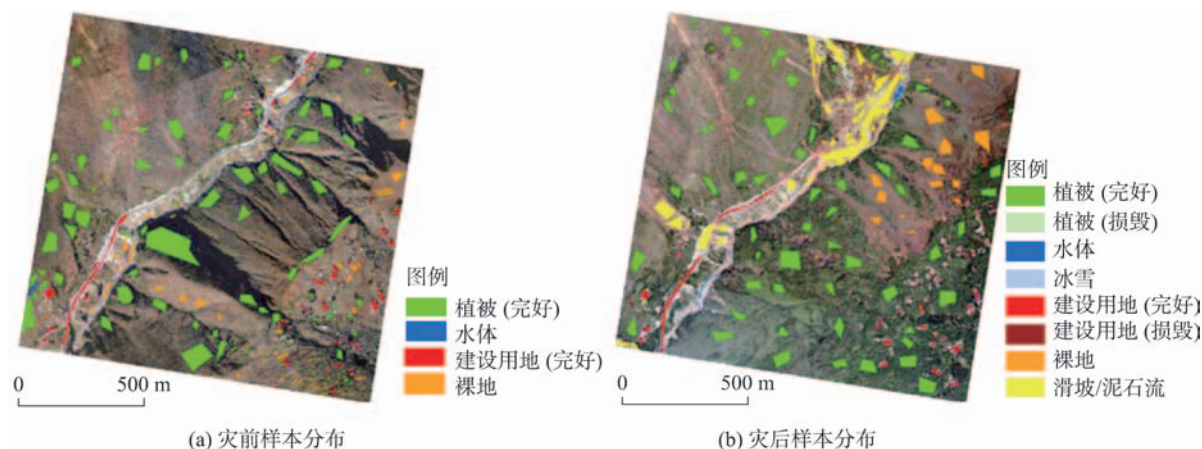 图例
植被 (完好)
水体
建设用地 (完好)
裸地
0 500 m
(a) 灾前样本分布
图例
植被 (完好)
植被 (损毁)
水体
冰雪
建设用地 (完好)
建设用地 (损毁)
裸地
滑坡/泥石流
0 500 m
(b) 灾后样本分布